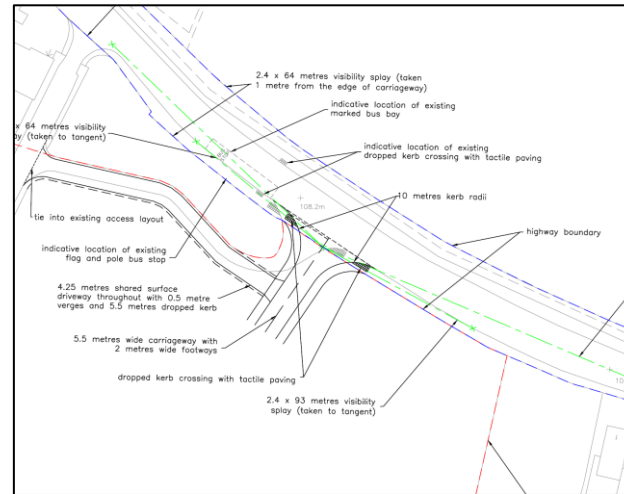 2.4 x 64 metres visibility splay (taken
1 metre from the edge of carriageway)
indicative location of existing
marked bus bay
x 64 metres visibility
(taken to tangent)
indicative location of existing
dropped kerb crossing with tactile paving
10 metres kerb radii
108.2m
highway boundary
tie into existing access layout
indicative location of existing
flag and pole bus stop
4.25 metres shared surface
driveway throughout with 0.5 metre
verges and 5.5 metres dropped kerb
5.5 metres wide carriageway with
2 metres wide footways
dropped kerb crossing with tactile paving
2.4 x 93 metres visibility
splay (taken to tangent)